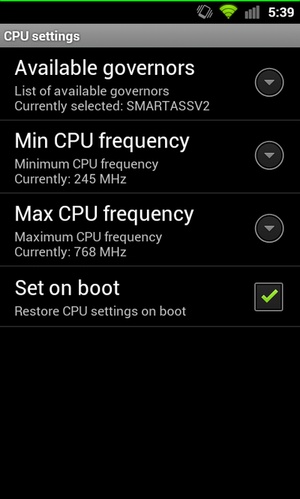 5:39
CPU settings
Available governors
List of available governors
Currently selected: SMARTASSV2
Min CPU frequency
Minimum CPU frequency
Currently: 245 MHz
Max CPU frequency
Maximum CPU frequency
Currently: 768 MHz
Set on boot
Restore CPU settings on boot